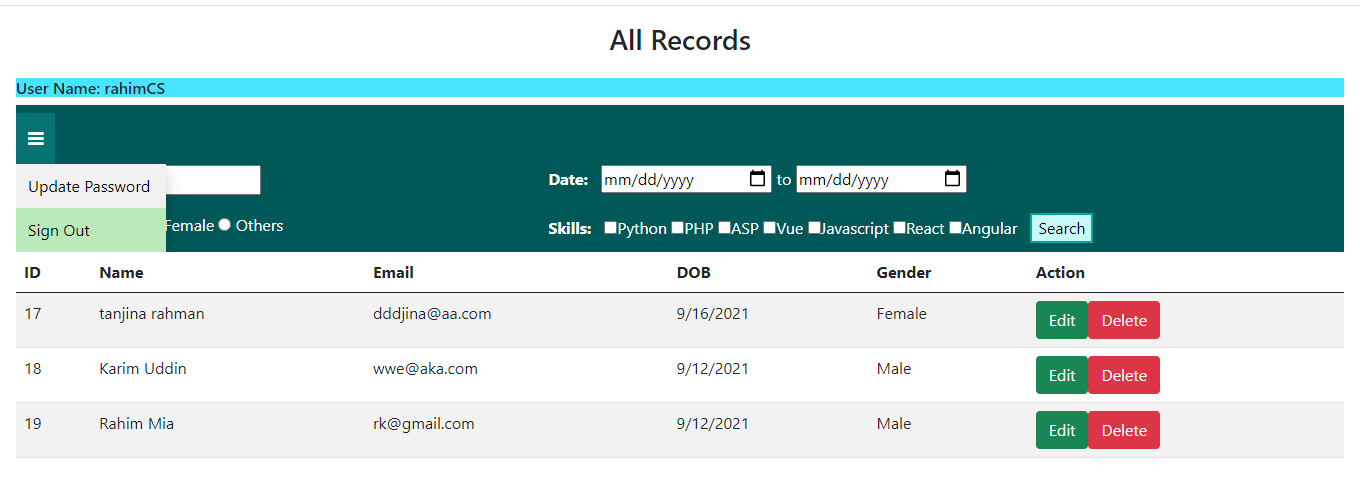 All Records
User Name: rahimCS
Update Password
Date: mm/dd/yyyy to mm/dd/yyyy
Sign Out
Female Others
Skills: Python PHP ASP Vue Javascript React Angular Search
ID Name Email DOB Gender Action
17 tanjina rahman dddjina@aa.com 9/16/2021 Female Edit Delete
18 Karim Uddin wwe@aka.com 9/12/2021 Male Edit Delete
19 Rahim Mia rk@gmail.com 9/12/2021 Male Edit Delete